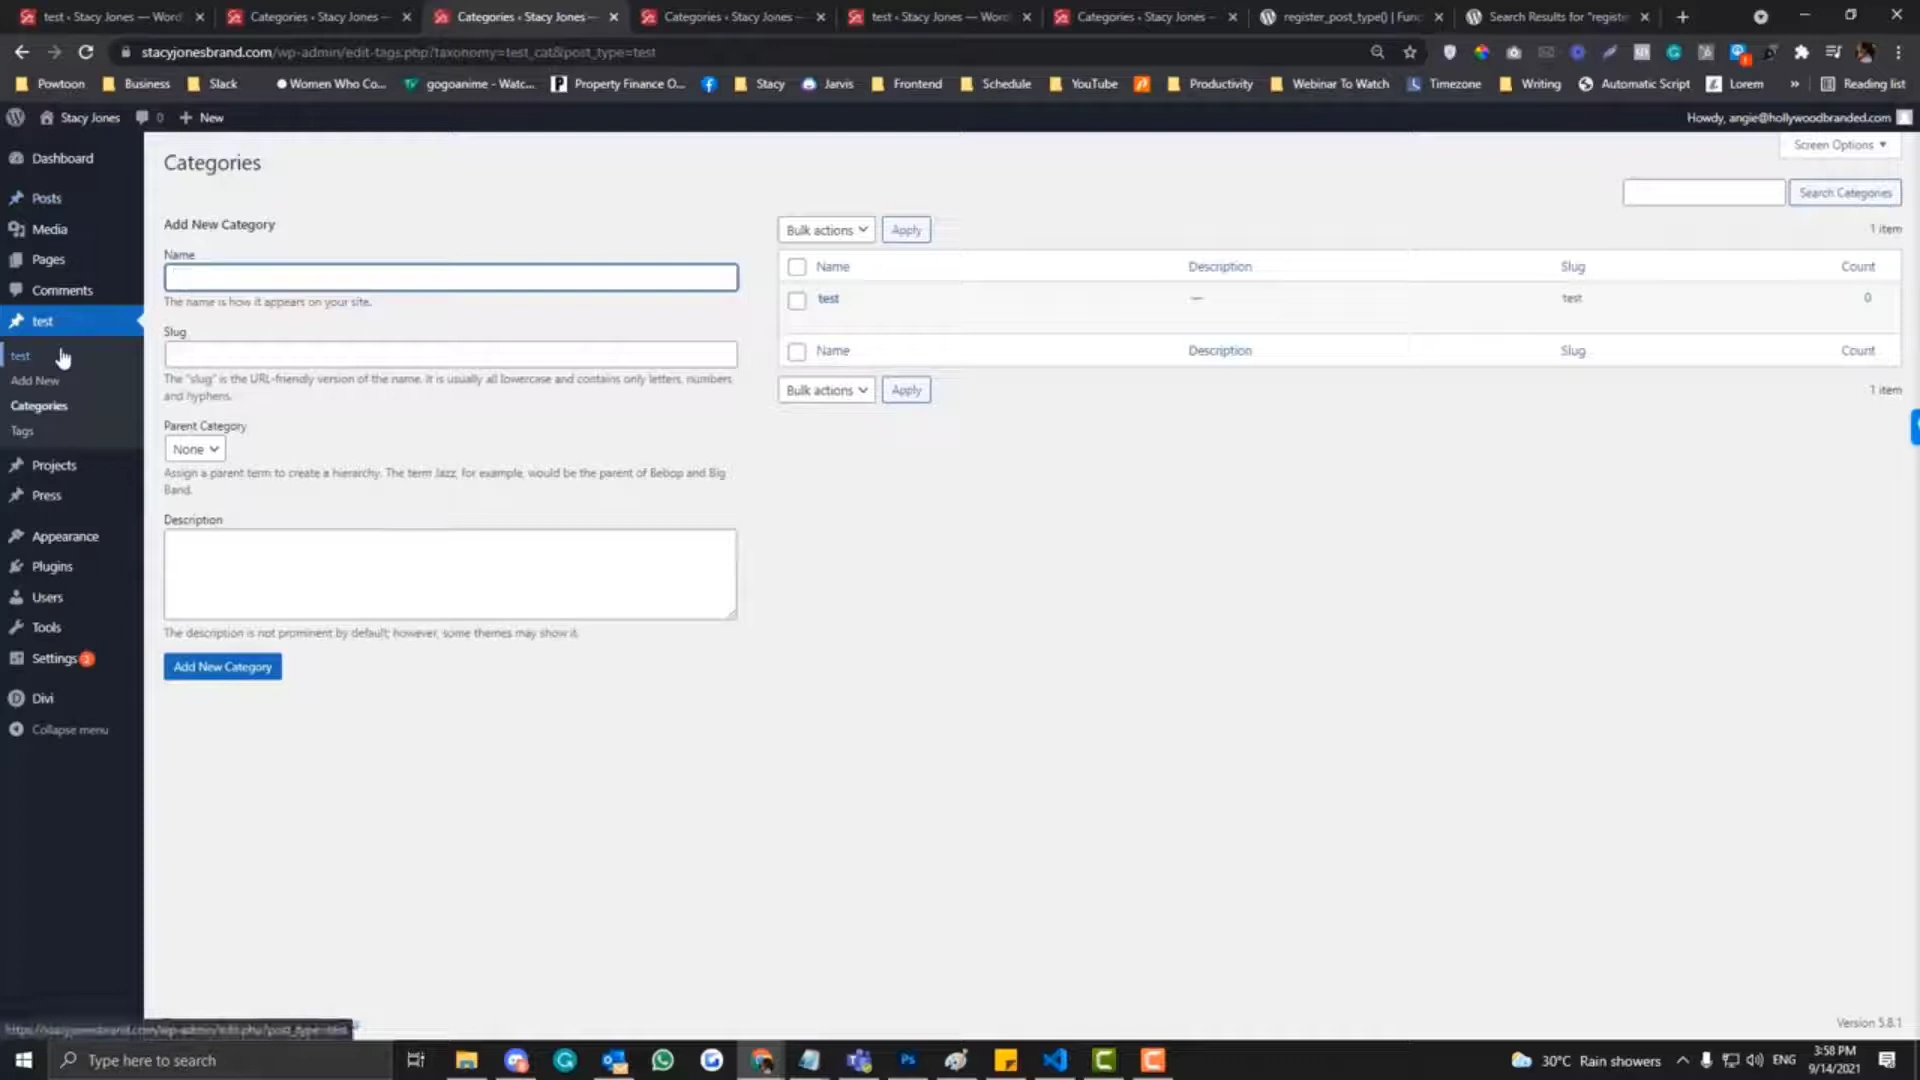 test ‹ Stacy Jones — Word
Categories ‹ Stacy Jones —
Categories ‹ Stacy Jones —
Categories ‹ Stacy Jones —
test ‹ Stacy Jones — Word
Categories ‹ Stacy Jones —
register_post_type() | Func
Search Results for "registe
stacyjonesbrand.com/wp-admin/edit-tags.php?taxonomy=test_cat&post_type=test
Powtoon
Business
Slack
Women Who Co...
gogoanime - Watc...
Property Finance O...
Stacy
Jarvis
Frontend
Schedule
YouTube
Productivity
Webinar To Watch
Timezone
Writing
Automatic Script
Lorem
»
Reading list
Stacy Jones
0
+ New
Howdy, angie@hollywoodbranded.com
Dashboard
Posts
Media
Pages
Comments
test
test
Add New
Categories
Tags
Projects
Press
Appearance
Plugins
Users
Tools
Settings
Divi
Collapse menu
Screen Options
Categories
Search Categories
Add New Category
Name
The name is how it appears on your site.
Slug
The "slug" is the URL-friendly version of the name. It is usually all lowercase and contains only letters, numbers,
and hyphens.
Parent Category
None
Assign a parent term to create a hierarchy. The term Jazz, for example, would be the parent of Bebop and Big
Band.
Description
The description is not prominent by default; however, some themes may show it.
Add New Category
Bulk actions
Apply
1 item
Name Description Slug Count
test — test 0
Name Description Slug Count
Bulk actions
Apply
1 item
Version 5.8.1
https://stacyjonesbrand.com/wp-admin/edit.php?post_type=test
Type here to search
30°C Rain showers
ENG
3:58 PM
9/14/2021